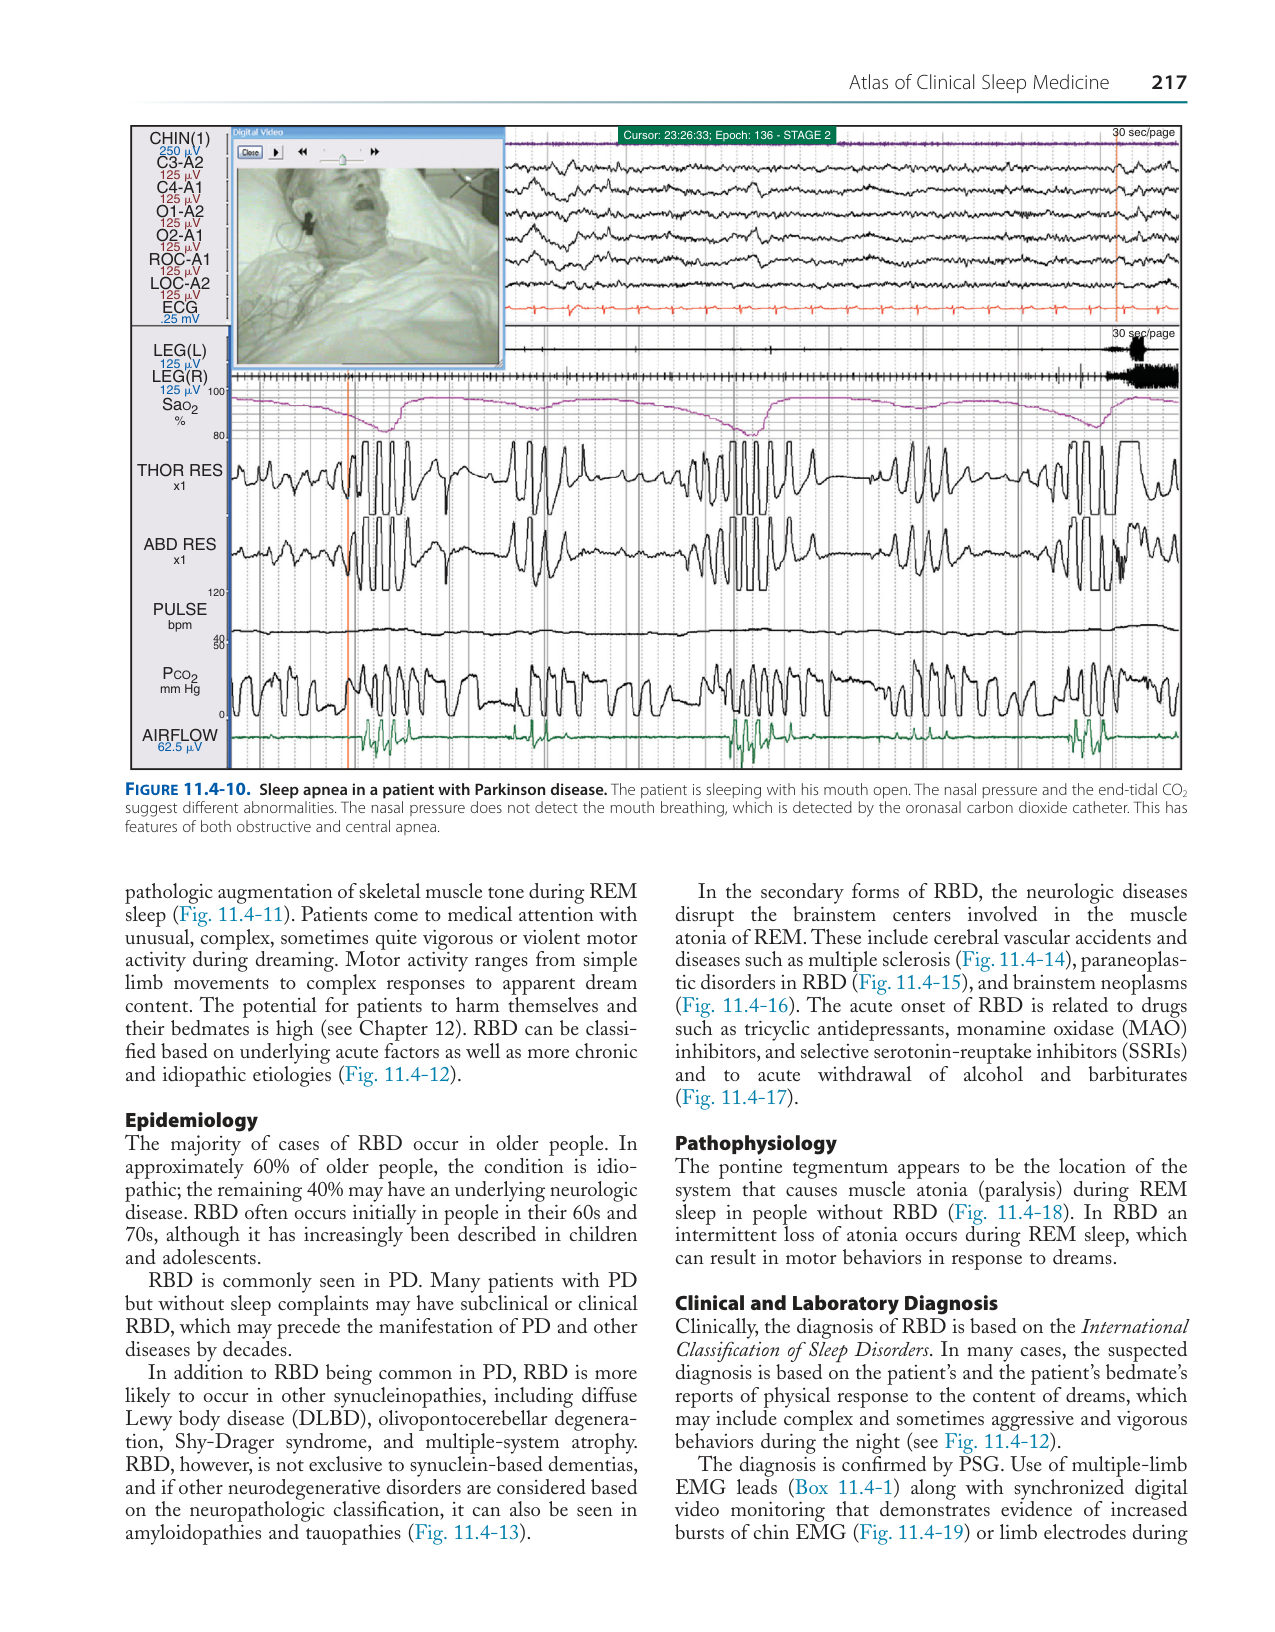 Atlas of Clinical Sleep Medicine 217
Digital Video
Close
Cursor: 23:26:33; Epoch: 136 - STAGE 2
30 sec/page
CHIN(1)
250 µV
C3-A2
125 µV
C4-A1
125 µV
O1-A2
125 µV
O2-A1
125 µV
ROC-A1
125 µV
LOC-A2
125 µV
ECG
.25 mV
30 sec/page
LEG(L)
125 µV
LEG(R)
125 µV
100
SaO2
%
80
THOR RES
x1
ABD RES
x1
120
PULSE
bpm
40
50
PCO2
mm Hg
0
AIRFLOW
62.5 µV
FIGURE 11.4-10. Sleep apnea in a patient with Parkinson disease. The patient is sleeping with his mouth open. The nasal pressure and the end-tidal CO2
suggest different abnormalities. The nasal pressure does not detect the mouth breathing, which is detected by the oronasal carbon dioxide catheter. This has
features of both obstructive and central apnea.
pathologic augmentation of skeletal muscle tone during REM
sleep (Fig. 11.4-11). Patients come to medical attention with
unusual, complex, sometimes quite vigorous or violent motor
activity during dreaming. Motor activity ranges from simple
limb movements to complex responses to apparent dream
content. The potential for patients to harm themselves and
their bedmates is high (see Chapter 12). RBD can be classi-
fied based on underlying acute factors as well as more chronic
and idiopathic etiologies (Fig. 11.4-12).
Epidemiology
The majority of cases of RBD occur in older people. In
approximately 60% of older people, the condition is idio-
pathic; the remaining 40% may have an underlying neurologic
disease. RBD often occurs initially in people in their 60s and
70s, although it has increasingly been described in children
and adolescents.
RBD is commonly seen in PD. Many patients with PD
but without sleep complaints may have subclinical or clinical
RBD, which may precede the manifestation of PD and other
diseases by decades.
In addition to RBD being common in PD, RBD is more
likely to occur in other synucleinopathies, including diffuse
Lewy body disease (DLBD), olivopontocerebellar degenera-
tion, Shy-Drager syndrome, and multiple-system atrophy.
RBD, however, is not exclusive to synuclein-based dementias,
and if other neurodegenerative disorders are considered based
on the neuropathologic classification, it can also be seen in
amyloidopathies and tauopathies (Fig. 11.4-13).
In the secondary forms of RBD, the neurologic diseases
disrupt the brainstem centers involved in the muscle
atonia of REM. These include cerebral vascular accidents and
diseases such as multiple sclerosis (Fig. 11.4-14), paraneoplas-
tic disorders in RBD (Fig. 11.4-15), and brainstem neoplasms
(Fig. 11.4-16). The acute onset of RBD is related to drugs
such as tricyclic antidepressants, monamine oxidase (MAO)
inhibitors, and selective serotonin-reuptake inhibitors (SSRIs)
and to acute withdrawal of alcohol and barbiturates
(Fig. 11.4-17).
Pathophysiology
The pontine tegmentum appears to be the location of the
system that causes muscle atonia (paralysis) during REM
sleep in people without RBD (Fig. 11.4-18). In RBD an
intermittent loss of atonia occurs during REM sleep, which
can result in motor behaviors in response to dreams.
Clinical and Laboratory Diagnosis
Clinically, the diagnosis of RBD is based on the International
Classification of Sleep Disorders. In many cases, the suspected
diagnosis is based on the patient's and the patient's bedmate's
reports of physical response to the content of dreams, which
may include complex and sometimes aggressive and vigorous
behaviors during the night (see Fig. 11.4-12).
The diagnosis is confirmed by PSG. Use of multiple-limb
EMG leads (Box 11.4-1) along with synchronized digital
video monitoring that demonstrates evidence of increased
bursts of chin EMG (Fig. 11.4-19) or limb electrodes during